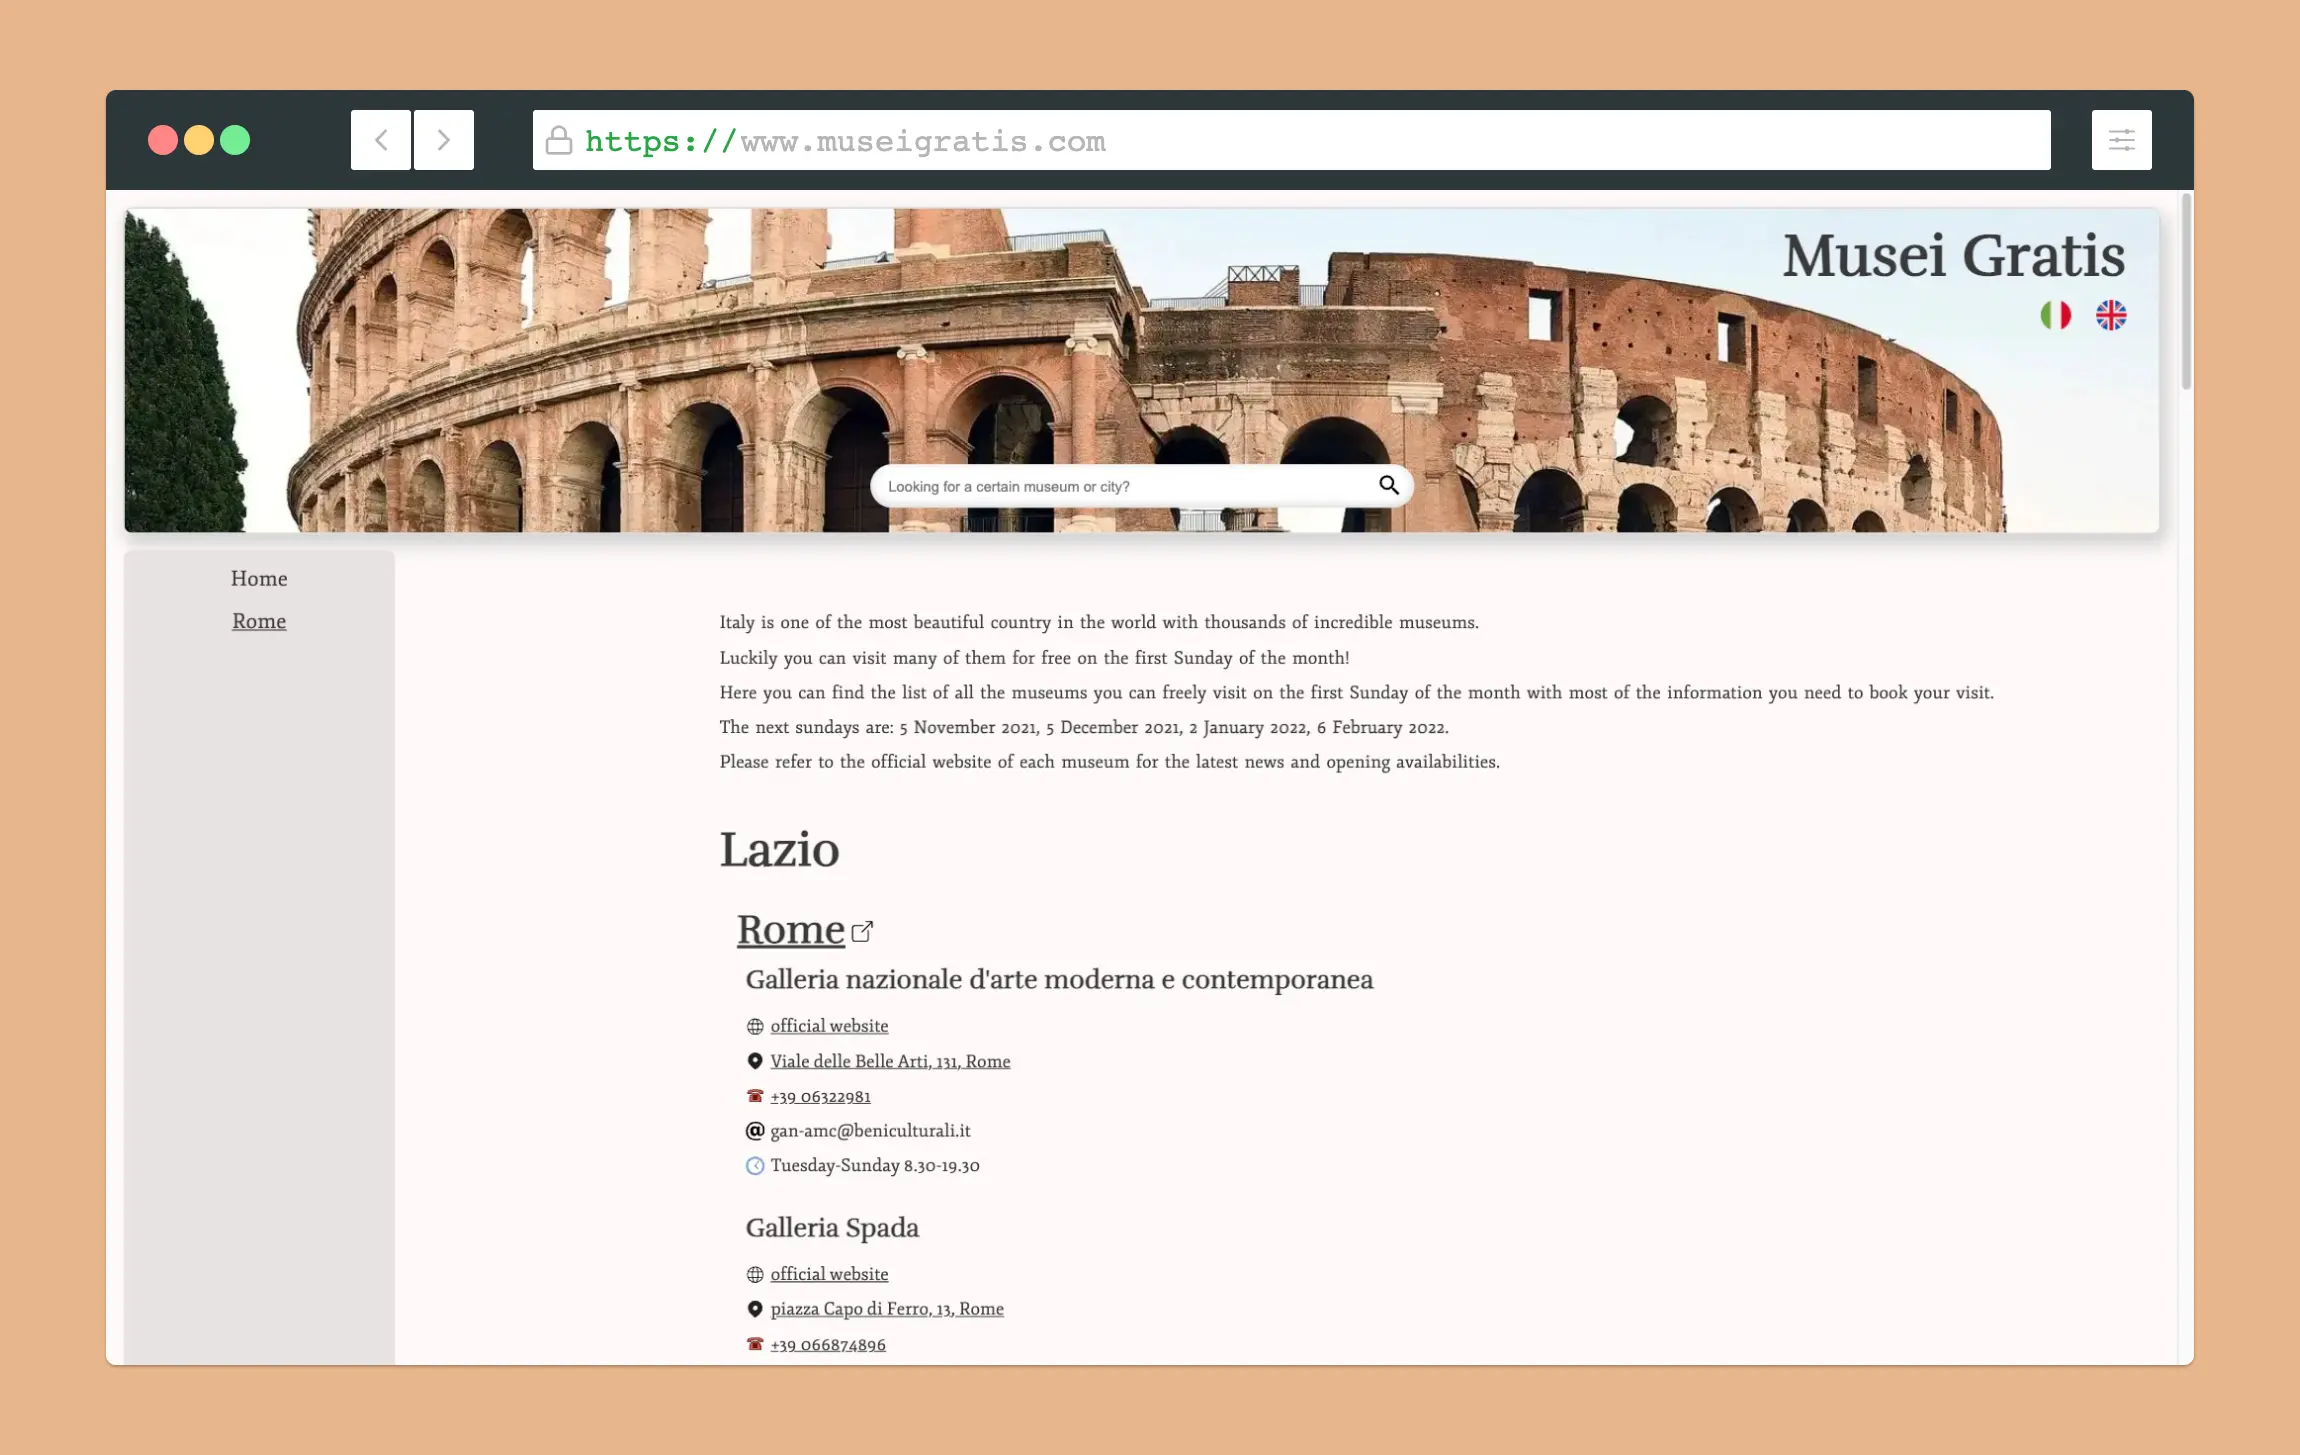 https://www.museigratis.com
Musei Gratis
Looking for a certain museum or city?
Home
Rome
Italy is one of the most beautiful country in the world with thousands of incredible museums.
Luckily you can visit many of them for free on the first Sunday of the month!
Here you can find the list of all the museums you can freely visit on the first Sunday of the month with most of the information you need to book your visit.
The next sundays are: 5 November 2021, 5 December 2021, 2 January 2022, 6 February 2022.
Please refer to the official website of each museum for the latest news and opening availabilities.
Lazio
Rome
Galleria nazionale d'arte moderna e contemporanea
official website
Viale delle Belle Arti, 131, Rome
+39 06322981
@ gan-amc@beniculturali.it
Tuesday-Sunday 8.30-19.30
Galleria Spada
official website
piazza Capo di Ferro, 13, Rome
+39 066874896